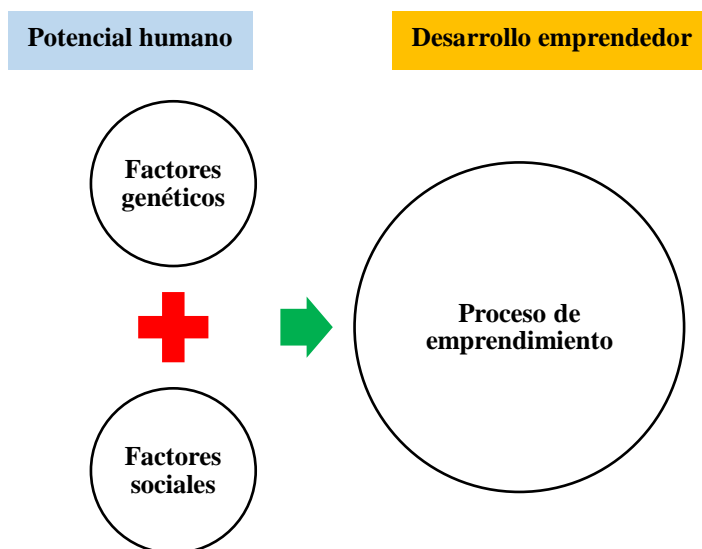 Potencial humano
Desarrollo emprendedor
Factores
genéticos
Proceso de
emprendimiento
Factores
sociales